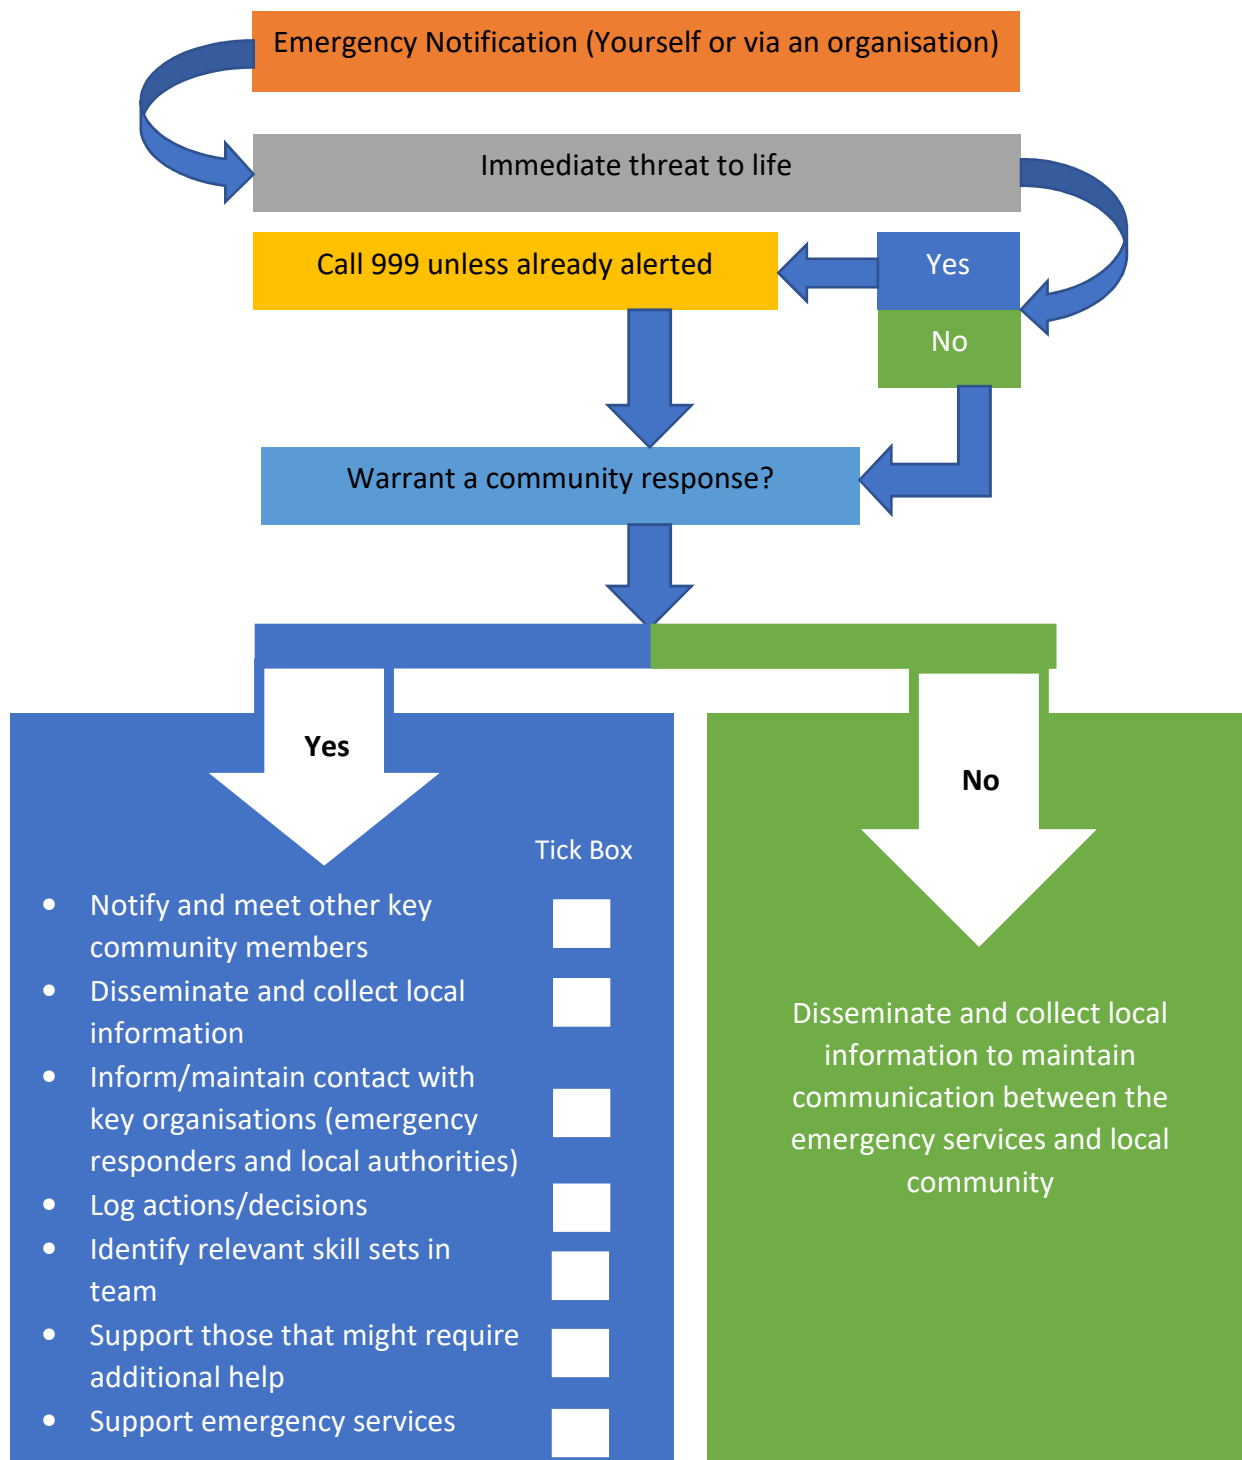 Emergency Notification (Yourself or via an organisation)
Immediate threat to life
Call 999 unless already alerted
Yes
No
Warrant a community response?
Yes
Tick Box
• Notify and meet other key
community members
• Disseminate and collect local
information
• Inform/maintain contact with
key organisations (emergency
responders and local authorities)
• Log actions/decisions
• Identify relevant skill sets in
team
• Support those that might require
additional help
• Support emergency services
No
Disseminate and collect local
information to maintain
communication between the
emergency services and local
community